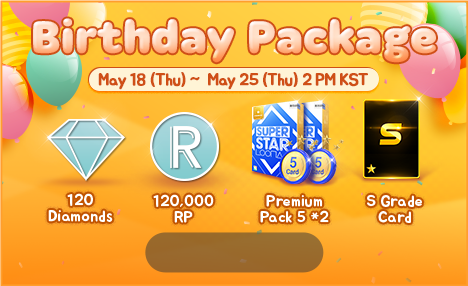 Birthday Package
May 18 (Thu) ~ May 25 (Thu) 2 PM KST
R
SUPER
STAR
5
Card
5
Card
S
120
Diamonds
120,000
RP
Premium
Pack 5 *2
S Grade
Card